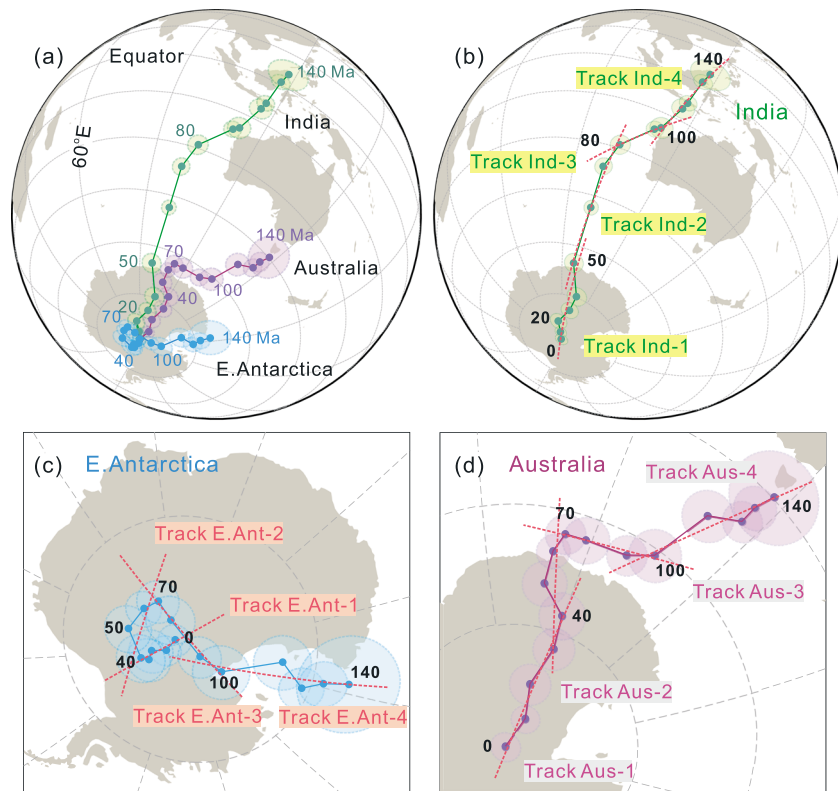 (a)
Equator
60°E
140 Ma
India
80
50
70
140 Ma
Australia
100
40
20
70
40
100
140 Ma
E.Antarctica
(b)
140
Track Ind-4
India
100
80
Track Ind-3
Track Ind-2
50
20
0
Track Ind-1
(c)
E.Antarctica
Track E.Ant-2
70
Track E.Ant-1
50
0
40
100
140
Track E.Ant-3
Track E.Ant-4
(d)
Australia
Track Aus-4
70
140
100
Track Aus-3
40
Track Aus-2
0
Track Aus-1